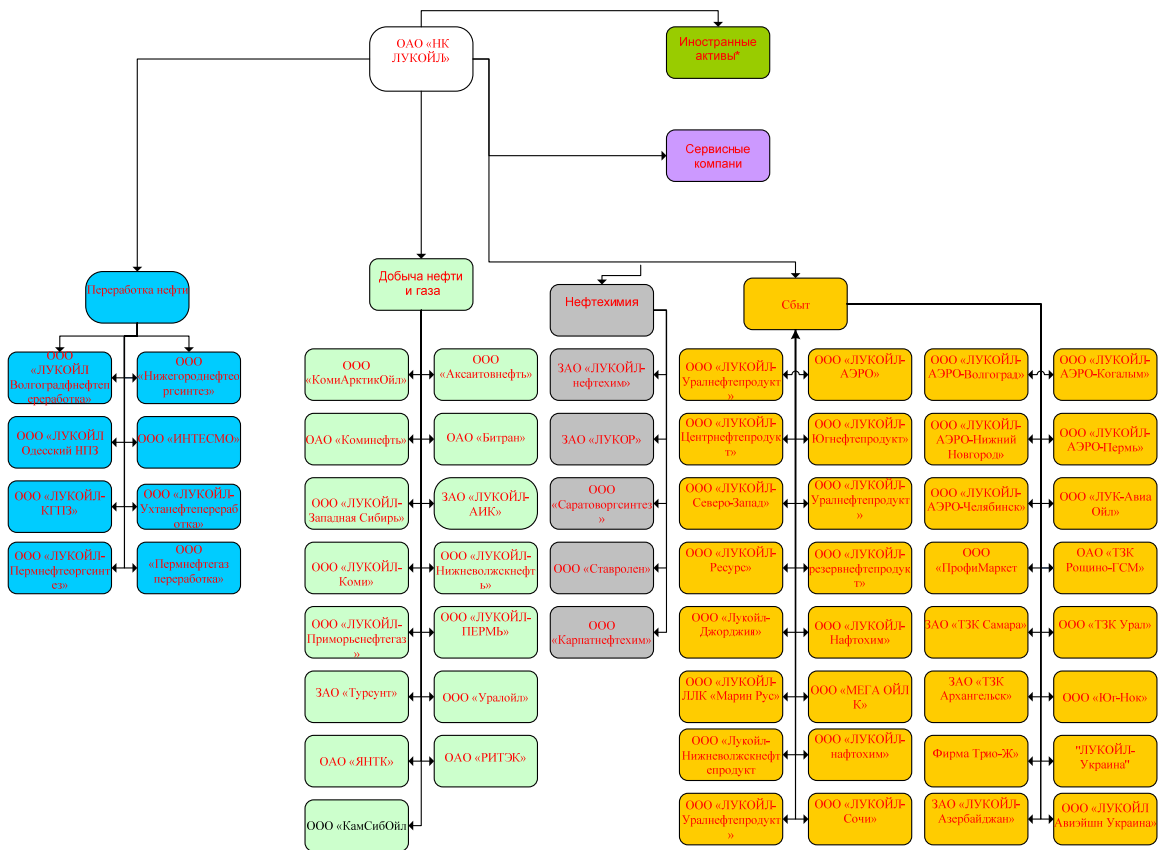 ОАО «НК
ЛУКОЙЛ»
Иностранные
активы*
Сервисные
компани
Переработка нефти
ООО
«ЛУКОЙЛ
Волгоградфнефтеп
ереработка»
ООО
«Нижегороднефтео
ргсинтез»
ООО «ЛУКОЙЛ
Одесский НПЗ
ООО «ИНТЕСМО»
ООО «ЛУКОЙЛ-
КГПЗ»
ООО «ЛУКОЙЛ-
Ухтанефтеперераб
ботка»
ООО «ЛУКОЙЛ-
Пермнефтеоргсинт
ез»
ООО
«Пермнефтегаз
переработка»
Добыча нефти
и газа
ООО
«КомиАрктикОйл»
ООО
«Аксаитовнефть»
ОАО «Коминефть»
ОАО «Битран»
ООО «ЛУКОЙЛ-
Западная Сибирь»
ЗАО «ЛУКОЙЛ-
АИК»
ООО «ЛУКОЙЛ-
Коми»
ООО «ЛУКОЙЛ-
Нижневолжскнефт
ь»
ООО «ЛУКОЙЛ-
Приморьенефтегаз
»
ООО «ЛУКОЙЛ-
ПЕРМЬ»
ЗАО «Турсунт»
ООО «Уралойл»
ОАО «ЯНТК»
ОАО «РИТЭК»
ООО «КамСибОйл
Нефтехимия
ЗАО «ЛУКОЙЛ-
нефтехим»
ЗАО «ЛУКОР»
ООО
«Саратоворгсинтез
»
ООО «Ставролен»
ООО
«Карпатнефтехим»
Сбыт
ООО «ЛУКОЙЛ-
Уралнефтепродукт
»
ООО «ЛУКОЙЛ-
АЭРО»
ООО «ЛУКОЙЛ-
АЭРО-Волгоград»
ООО «ЛУКОЙЛ-
АЭРО-Когалым»
ООО «ЛУКОЙЛ-
Центрнефтепродук
т»
ООО «ЛУКОЙЛ-
Югнефтепродукт»
ООО «ЛУКОЙЛ-
АЭРО-Нижний
Новгород»
ООО «ЛУКОЙЛ-
АЭРО-Пермь»
ООО «ЛУКОЙЛ-
Северо-Запад»
ООО «ЛУКОЙЛ-
Уралнефтепродукт
»
ООО «ЛУКОЙЛ-
АЭРО-Челябинск»
ООО «ЛУК-Авиа
Ойл»
ООО «ЛУКОЙЛ-
Ресурс»
ООО «ЛУКОЙЛ-
резервнефтепродук
т»
ООО
«ПрофиМаркет
ОАО «ТЗК
Рощино-ГСМ»
ООО «Лукойл-
Джорджия»
ООО «ЛУКОЙЛ-
Нафтохим»
ЗАО «ТЗК Самара»
ООО «ТЗК Урал»
ООО «ЛУКОЙЛ-
ЛЛК «Марин Рус»
ООО «МЕГА ОЙЛ
К»
ЗАО «ТЗК
Архангельск»
ООО «Юг-Нок»
ООО «Лукойл-
Нижневолжскнефт
епродукт
ООО «ЛУКОЙЛ-
нафтохим»
Фирма Трио-Ж»
"ЛУКОЙЛ-
Украина"
ООО «ЛУКОЙЛ-
Уралнефтепродукт
»
ООО «ЛУКОЙЛ-
Сочи»
ЗАО «ЛУКОЙЛ-
Азербайджан»
ООО «ЛУКОЙЛ
Авиэйшн Украина»